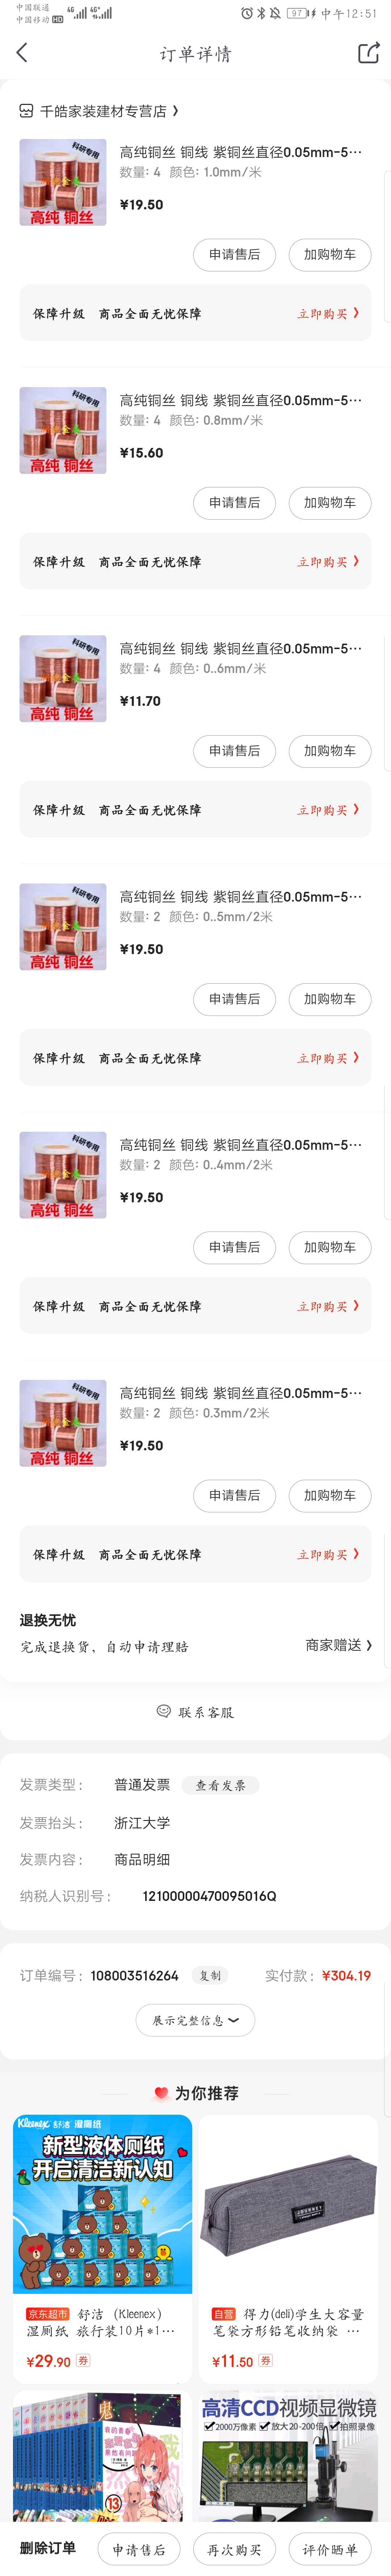 中国联通
中国移动 HD
4G 4G+ 97 中午12:51
订单详情
千皓家装建材专营店
科研专用
高纯 铜丝
高纯铜丝 铜线 紫铜丝直径0.05mm-5…
数量: 4 颜色: 1.0mm/米
¥19.50
申请售后 加购物车
保障升级 商品全面无忧保障 立即购买
科研专用
高纯 铜丝
高纯铜丝 铜线 紫铜丝直径0.05mm-5…
数量: 4 颜色: 0.8mm/米
¥15.60
申请售后 加购物车
保障升级 商品全面无忧保障 立即购买
科研专用
高纯 铜丝
高纯铜丝 铜线 紫铜丝直径0.05mm-5…
数量: 4 颜色: 0..6mm/米
¥11.70
申请售后 加购物车
保障升级 商品全面无忧保障 立即购买
科研专用
高纯 铜丝
高纯铜丝 铜线 紫铜丝直径0.05mm-5…
数量: 2 颜色: 0..5mm/2米
¥19.50
申请售后 加购物车
保障升级 商品全面无忧保障 立即购买
科研专用
高纯 铜丝
高纯铜丝 铜线 紫铜丝直径0.05mm-5…
数量: 2 颜色: 0..4mm/2米
¥19.50
申请售后 加购物车
保障升级 商品全面无忧保障 立即购买
科研专用
高纯 铜丝
高纯铜丝 铜线 紫铜丝直径0.05mm-5…
数量: 2 颜色: 0.3mm/2米
¥19.50
申请售后 加购物车
保障升级 商品全面无忧保障 立即购买
退换无忧
完成退换货，自动申请理赔 商家赠送
联系客服
发票类型： 普通发票 查看发票
发票抬头： 浙江大学
发票内容： 商品明细
纳税人识别号： 12100000470095016Q
订单编号： 108003516264 复制 实付款：¥304.19
展示完整信息
为你推荐
Kleenex 舒洁 湿厕纸
新型液体厕纸
开启清洁新认知
京东超市 舒洁（Kleenex）
湿厕纸 旅行装10片*1…
¥29.90 券
自营 得力(deli)学生大容量
笔袋方形铅笔收纳袋 …
¥11.50 券
13
高清CCD视频显微镜
2000万像素 放大20-200倍 拍照录像
删除订单 申请售后 再次购买 评价晒单